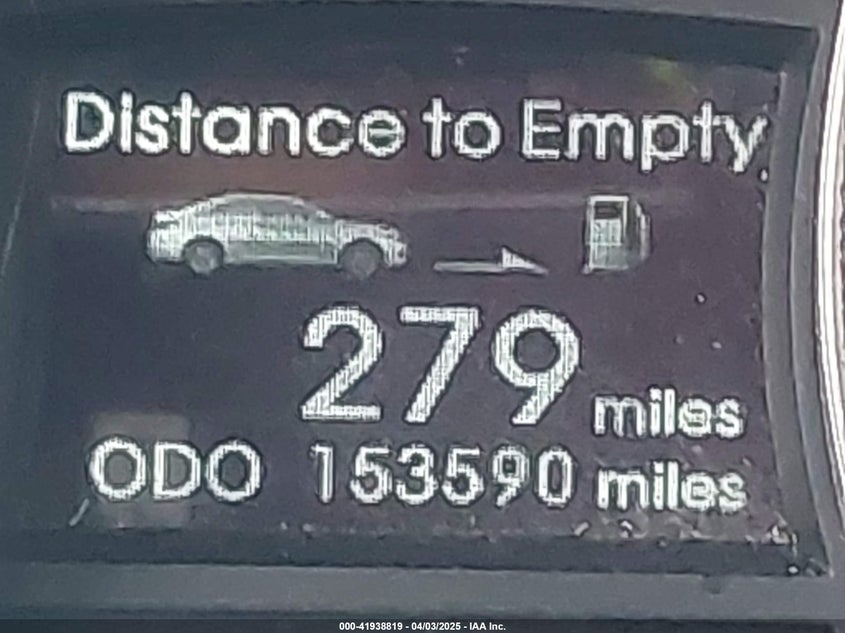 Distance to Empty
279 miles
ODO 153590 miles
000-41938819 - 04/03/2025 - IAA Inc.